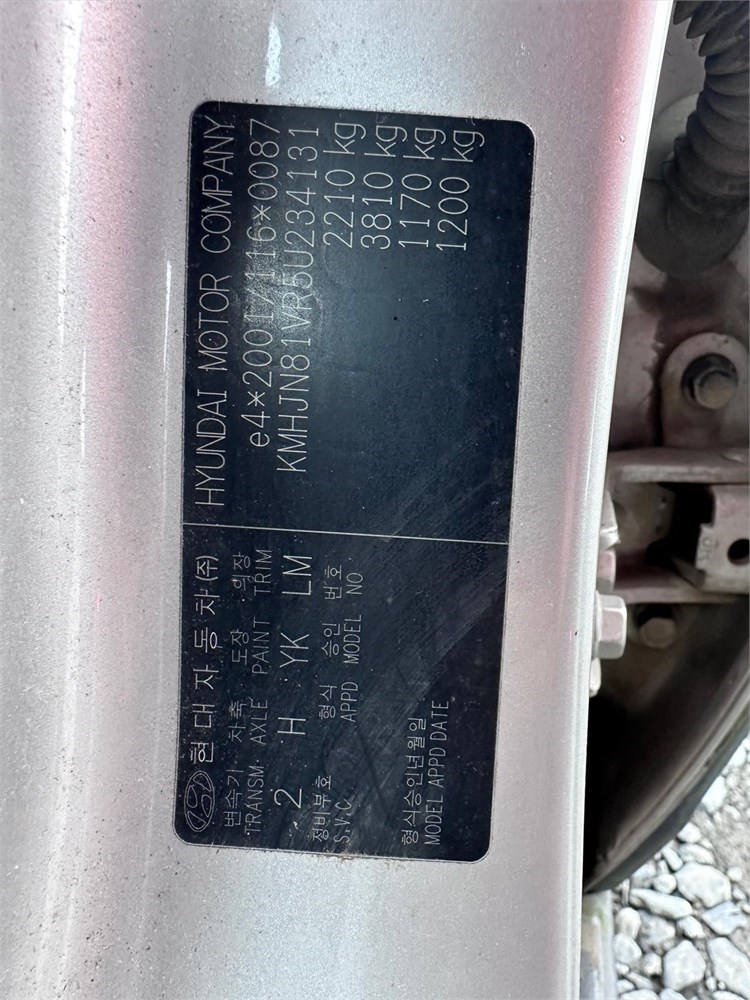 현대자동차(주)
변속기 차축 도장 의장
TRANSM. AXLE PAINT TRIM
2 H YK LM
정비부호 형식 승인 번호
S.V.C. APPD MODEL NO
형식승인년월일
MODEL APPD DATE
HYUNDAI MOTOR COMPANY
e4*2001/116*0087
KMHJN81VR5U234131
2210 kg
3810 kg
1170 kg
1200 kg